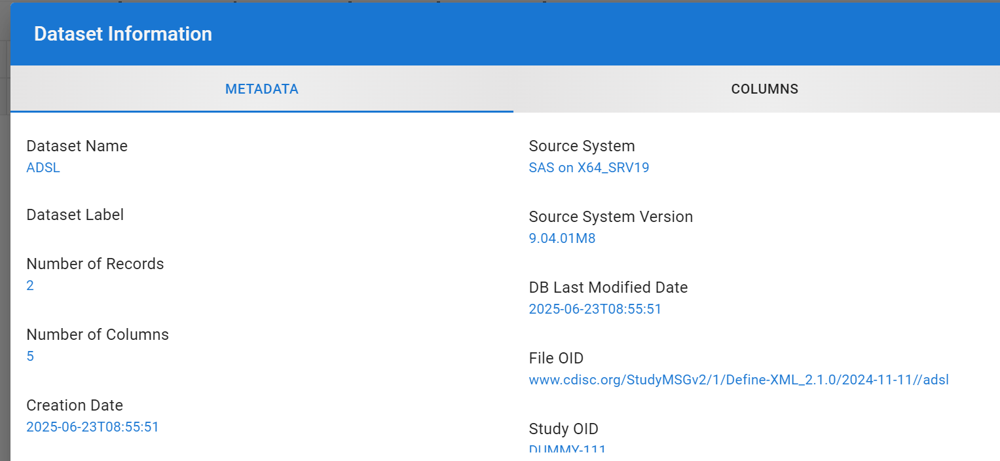 Dataset Information
METADATA
COLUMNS
Dataset Name
ADSL
Dataset Label
Number of Records
2
Number of Columns
5
Creation Date
2025-06-23T08:55:51
Source System
SAS on X64_SRV19
Source System Version
9.04.01M8
DB Last Modified Date
2025-06-23T08:55:51
File OID
www.cdisc.org/StudyMSGv2/1/Define-XML_2.1.0/2024-11-11//adsl
Study OID
DUMMY-111